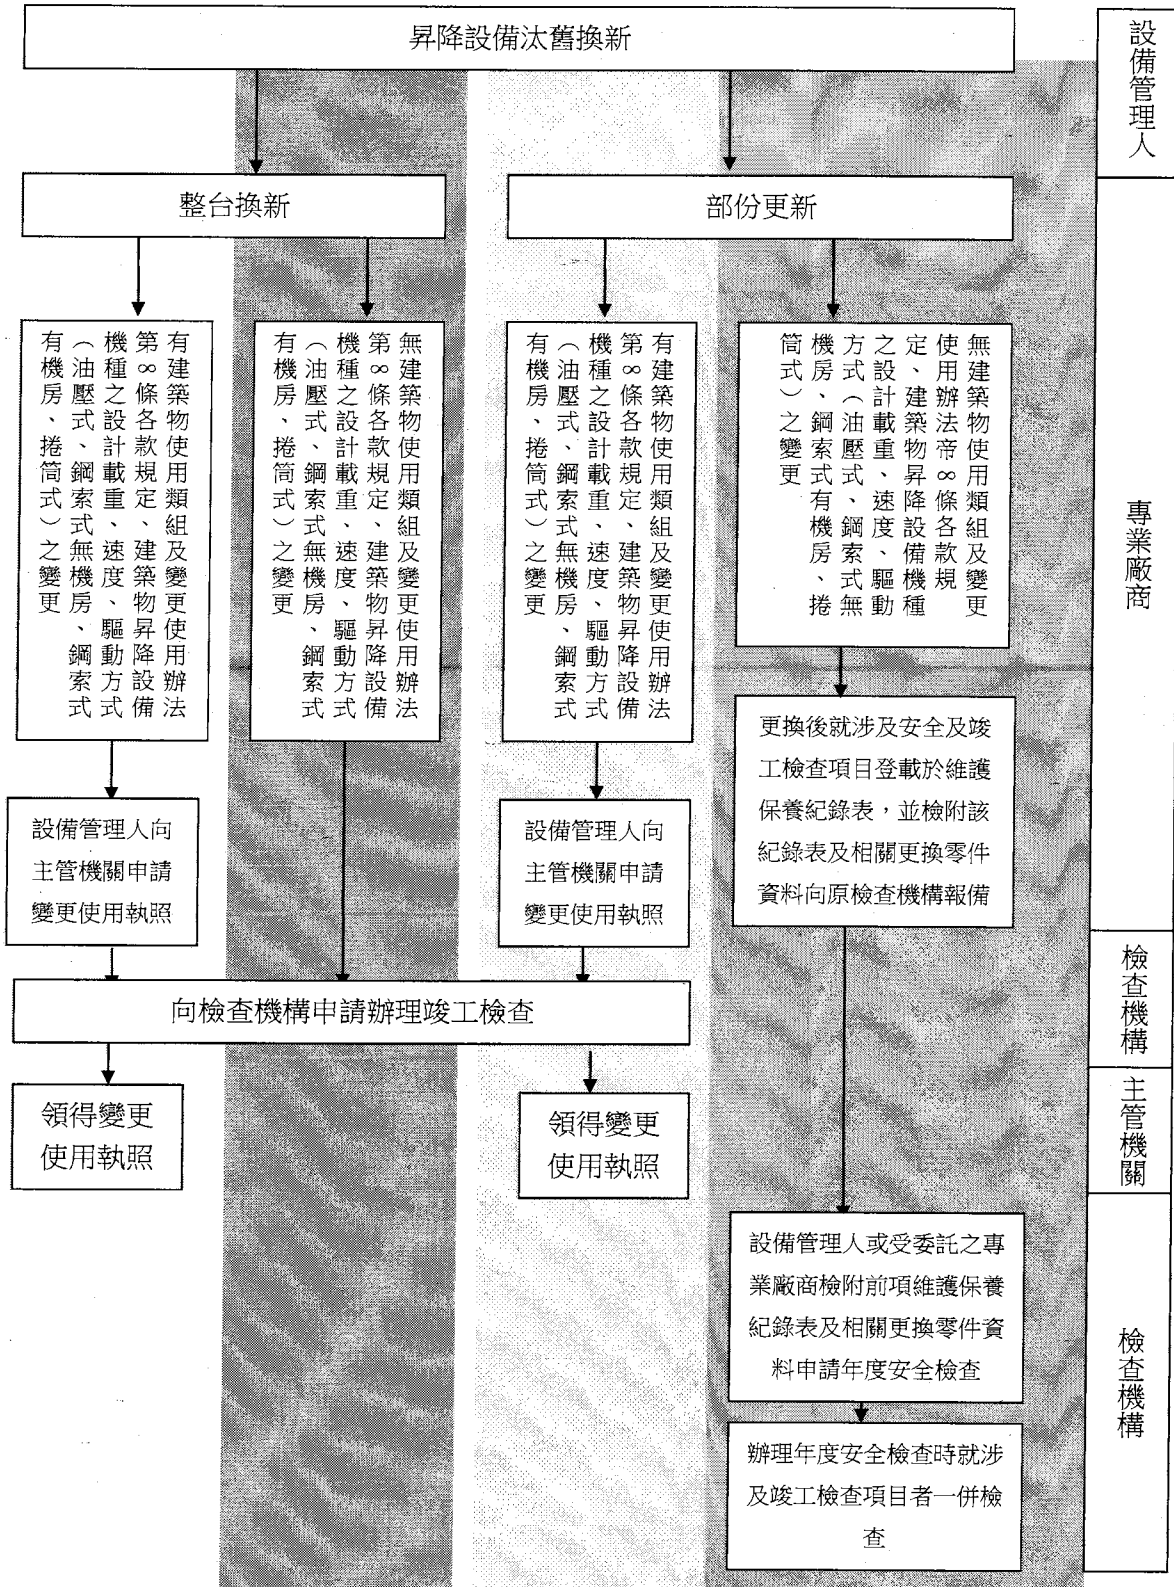 昇降設備汰舊換新
設備管理人
整台換新
部份更新
有建築物使用類組及變更使用辦法
第∞條各款規定、建築物昇降設備
機種之設計載重、速度、驅動方式
（油壓式、鋼索式無機房、鋼索式
有機房、捲筒式）之變更
無建築物使用類組及變更使用辦法
第∞條各款規定、建築物昇降設備
機種之設計載重、速度、驅動方式
（油壓式、鋼索式無機房、鋼索式
有機房、捲筒式）之變更
有建築物使用類組及變更使用辦法
第∞條各款規定、建築物昇降設備
機種之設計載重、速度、驅動方式
（油壓式、鋼索式無機房、鋼索式
有機房、捲筒式）之變更
無建築物使用類組及變更
使用辦法帝∞條各款規
定、建築物昇降設備機種
之設計載重、速度、驅動
方式（油壓式、鋼索式無
機房、鋼索式有機房、捲
筒式）之變更
專業廠商
更換後就涉及安全及竣
工檢查項目登載於維護
保養紀錄表，並檢附該
紀錄表及相關更換零件
資料向原檢查機構報備
設備管理人向
主管機關申請
變更使用執照
設備管理人向
主管機關申請
變更使用執照
向檢查機構申請辦理竣工檢查
檢查機構
領得變更
使用執照
領得變更
使用執照
主管機關
設備管理人或受委託之專
業廠商檢附前項維護保養
紀錄表及相關更換零件資
料申請年度安全檢查
辦理年度安全檢查時就涉
及竣工檢查項目者一併檢
查
檢查機構